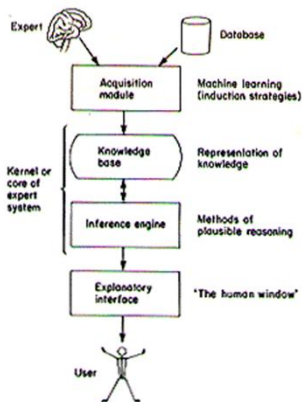 Expert
Database
Acquisition
module
Machine learning
(induction strategies)
Kernel or
core of
expert
system
Knowledge
base
Representation of
knowledge
Inference engine
Methods of
plausible reasoning
Explanatory
interface
"The human window"
User